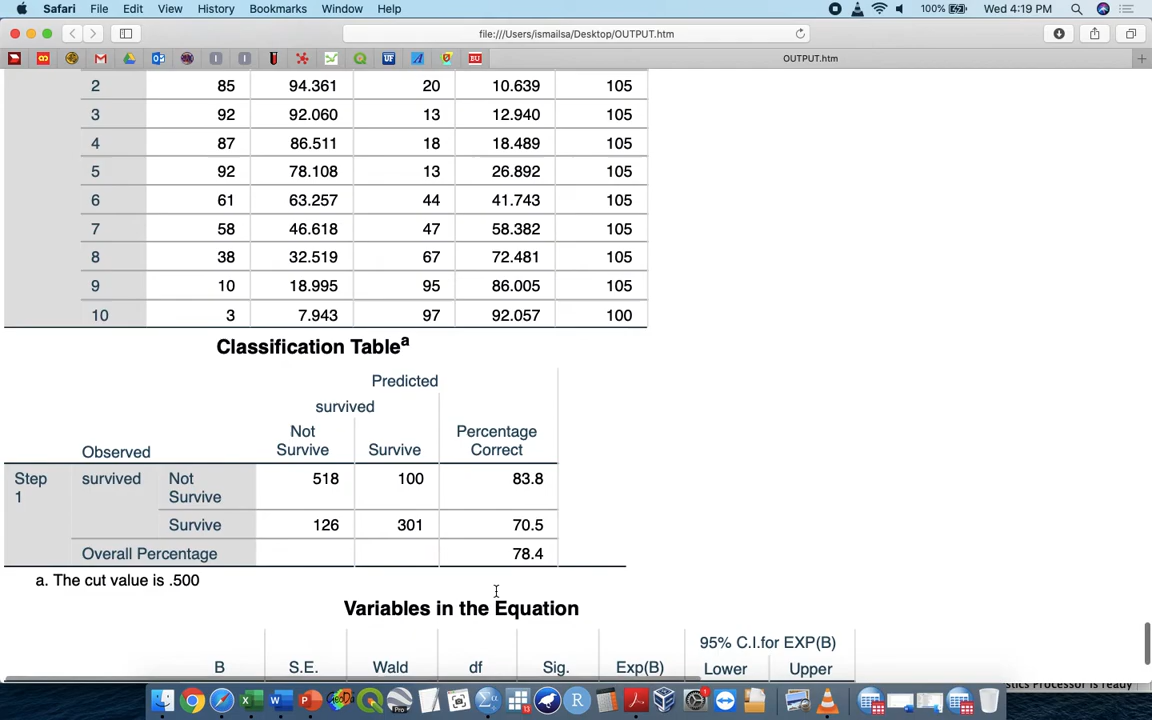 Safari File Edit View History Bookmarks Window Help 100% Wed 4:19 PM
file:///Users/ismailsa/Desktop/OUTPUT.htm
OUTPUT.htm
2 85 94.361 20 10.639 105
3 92 92.060 13 12.940 105
4 87 86.511 18 18.489 105
5 92 78.108 13 26.892 105
6 61 63.257 44 41.743 105
7 58 46.618 47 58.382 105
8 38 32.519 67 72.481 105
9 10 18.995 95 86.005 105
10 3 7.943 97 92.057 100
Classification Tableᵃ
Predicted
survived
Not Percentage
Observed Survive Survive Correct
Step survived Not 518 100 83.8
1 Survive
Survive 126 301 70.5
Overall Percentage 78.4
a. The cut value is .500
Variables in the Equation
95% C.I.for EXP(B)
B S.E. Wald df Sig. Exp(B) Lower Upper
stics Processor is ready